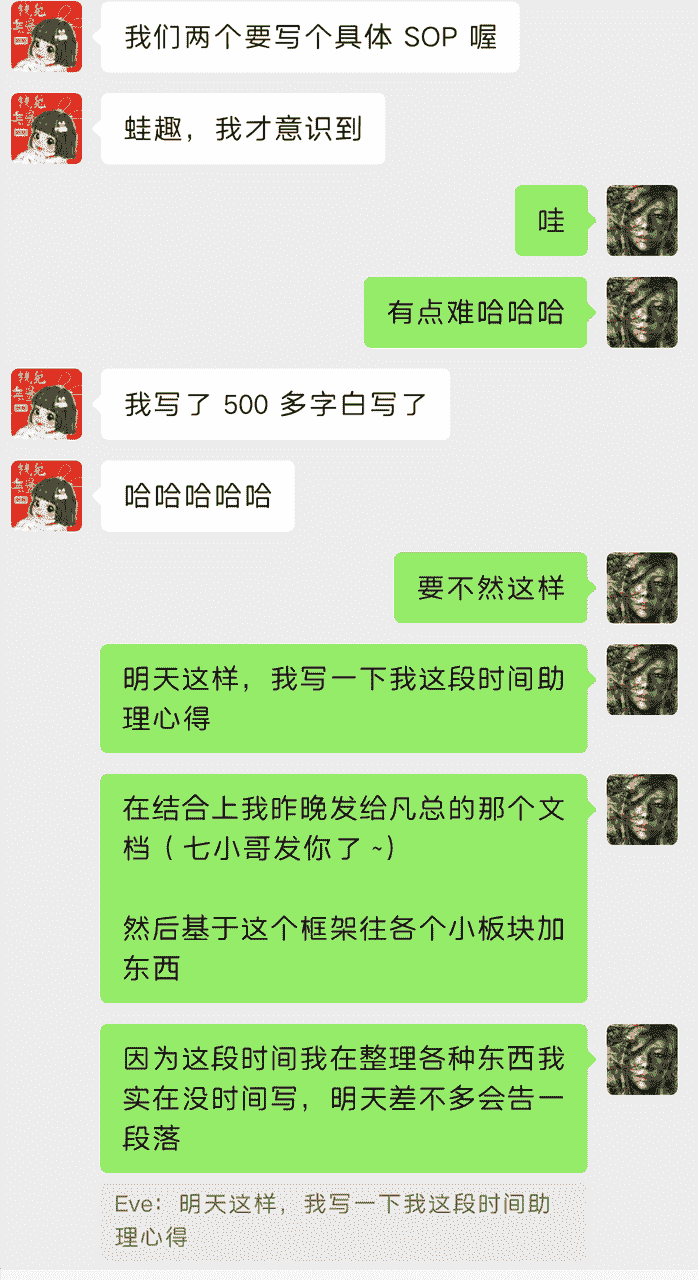 我们两个要写个具体 SOP 喔
蛙趣，我才意识到
哇
有点难哈哈哈
我写了 500 多字白写了
哈哈哈哈哈
要不然这样
明天这样，我写一下我这段时间助
理心得
在结合上我昨晚发给凡总的那个文
档（七小哥发你了 ~）
然后基于这个框架往各个小板块加
东西
因为这段时间我在整理各种东西我
实在没时间写，明天差不多会告一
段落
Eve：明天这样，我写一下我这段时间助
理心得